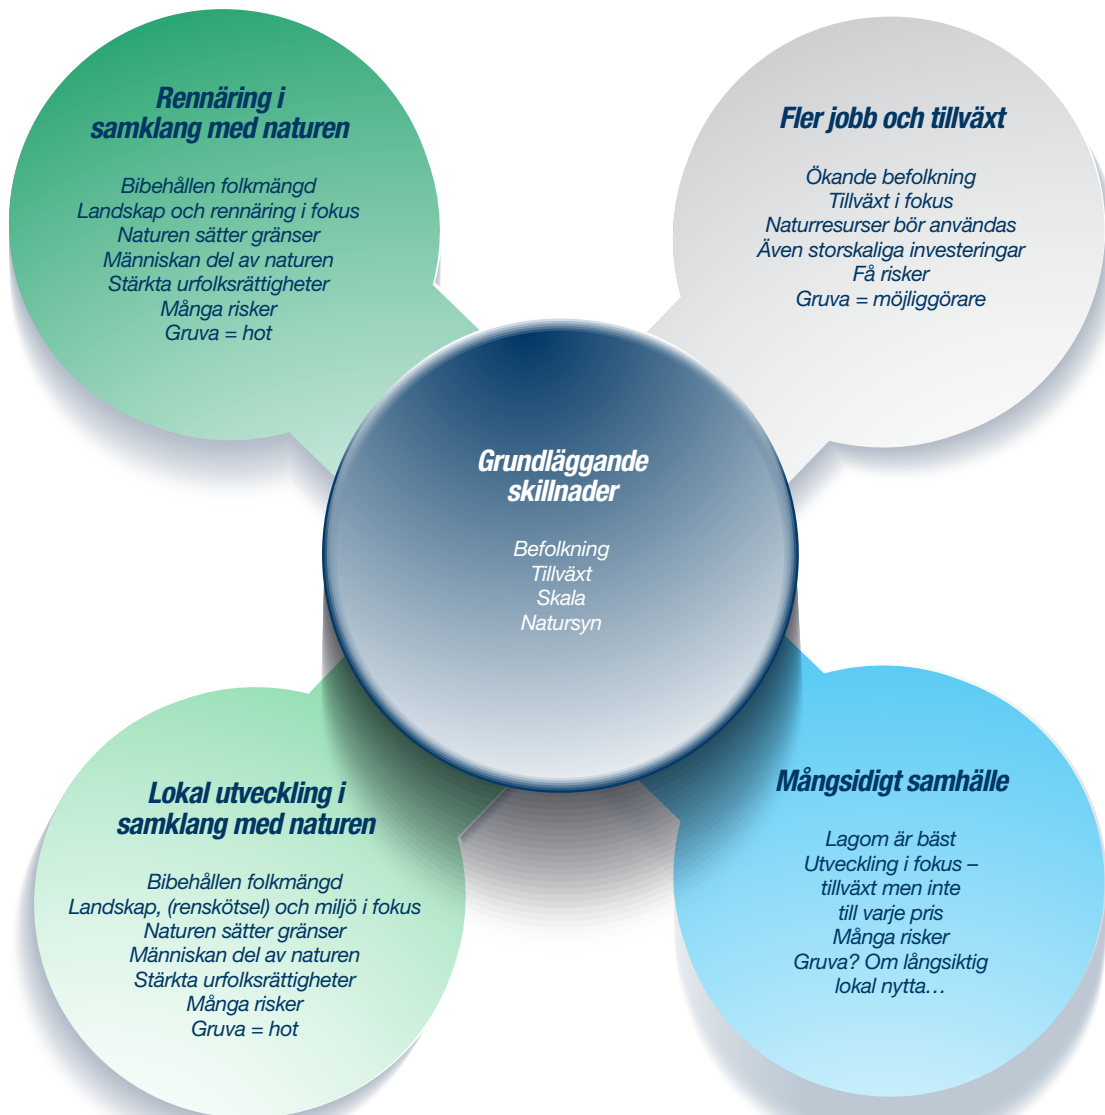 Rennäring i
samklang med naturen
Bibehållen folkmängd
Landskap och rennäring i fokus
Naturen sätter gränser
Människan del av naturen
Stärkta urfolksrättigheter
Många risker
Gruva = hot
Fler jobb och tillväxt
Ökande befolkning
Tillväxt i fokus
Naturresurser bör användas
Även storskaliga investeringar
Få risker
Gruva = möjliggörare
Grundläggande
skillnader
Befolkning
Tillväxt
Skala
Natursyn
Lokal utveckling i
samklang med naturen
Bibehållen folkmängd
Landskap, (renskötsel) och miljö i fokus
Naturen sätter gränser
Människan del av naturen
Stärkta urfolksrättigheter
Många risker
Gruva = hot
Mångsidigt samhälle
Lagom är bäst
Utveckling i fokus –
tillväxt men inte
till varje pris
Många risker
Gruva? Om långsiktig
lokal nytta…